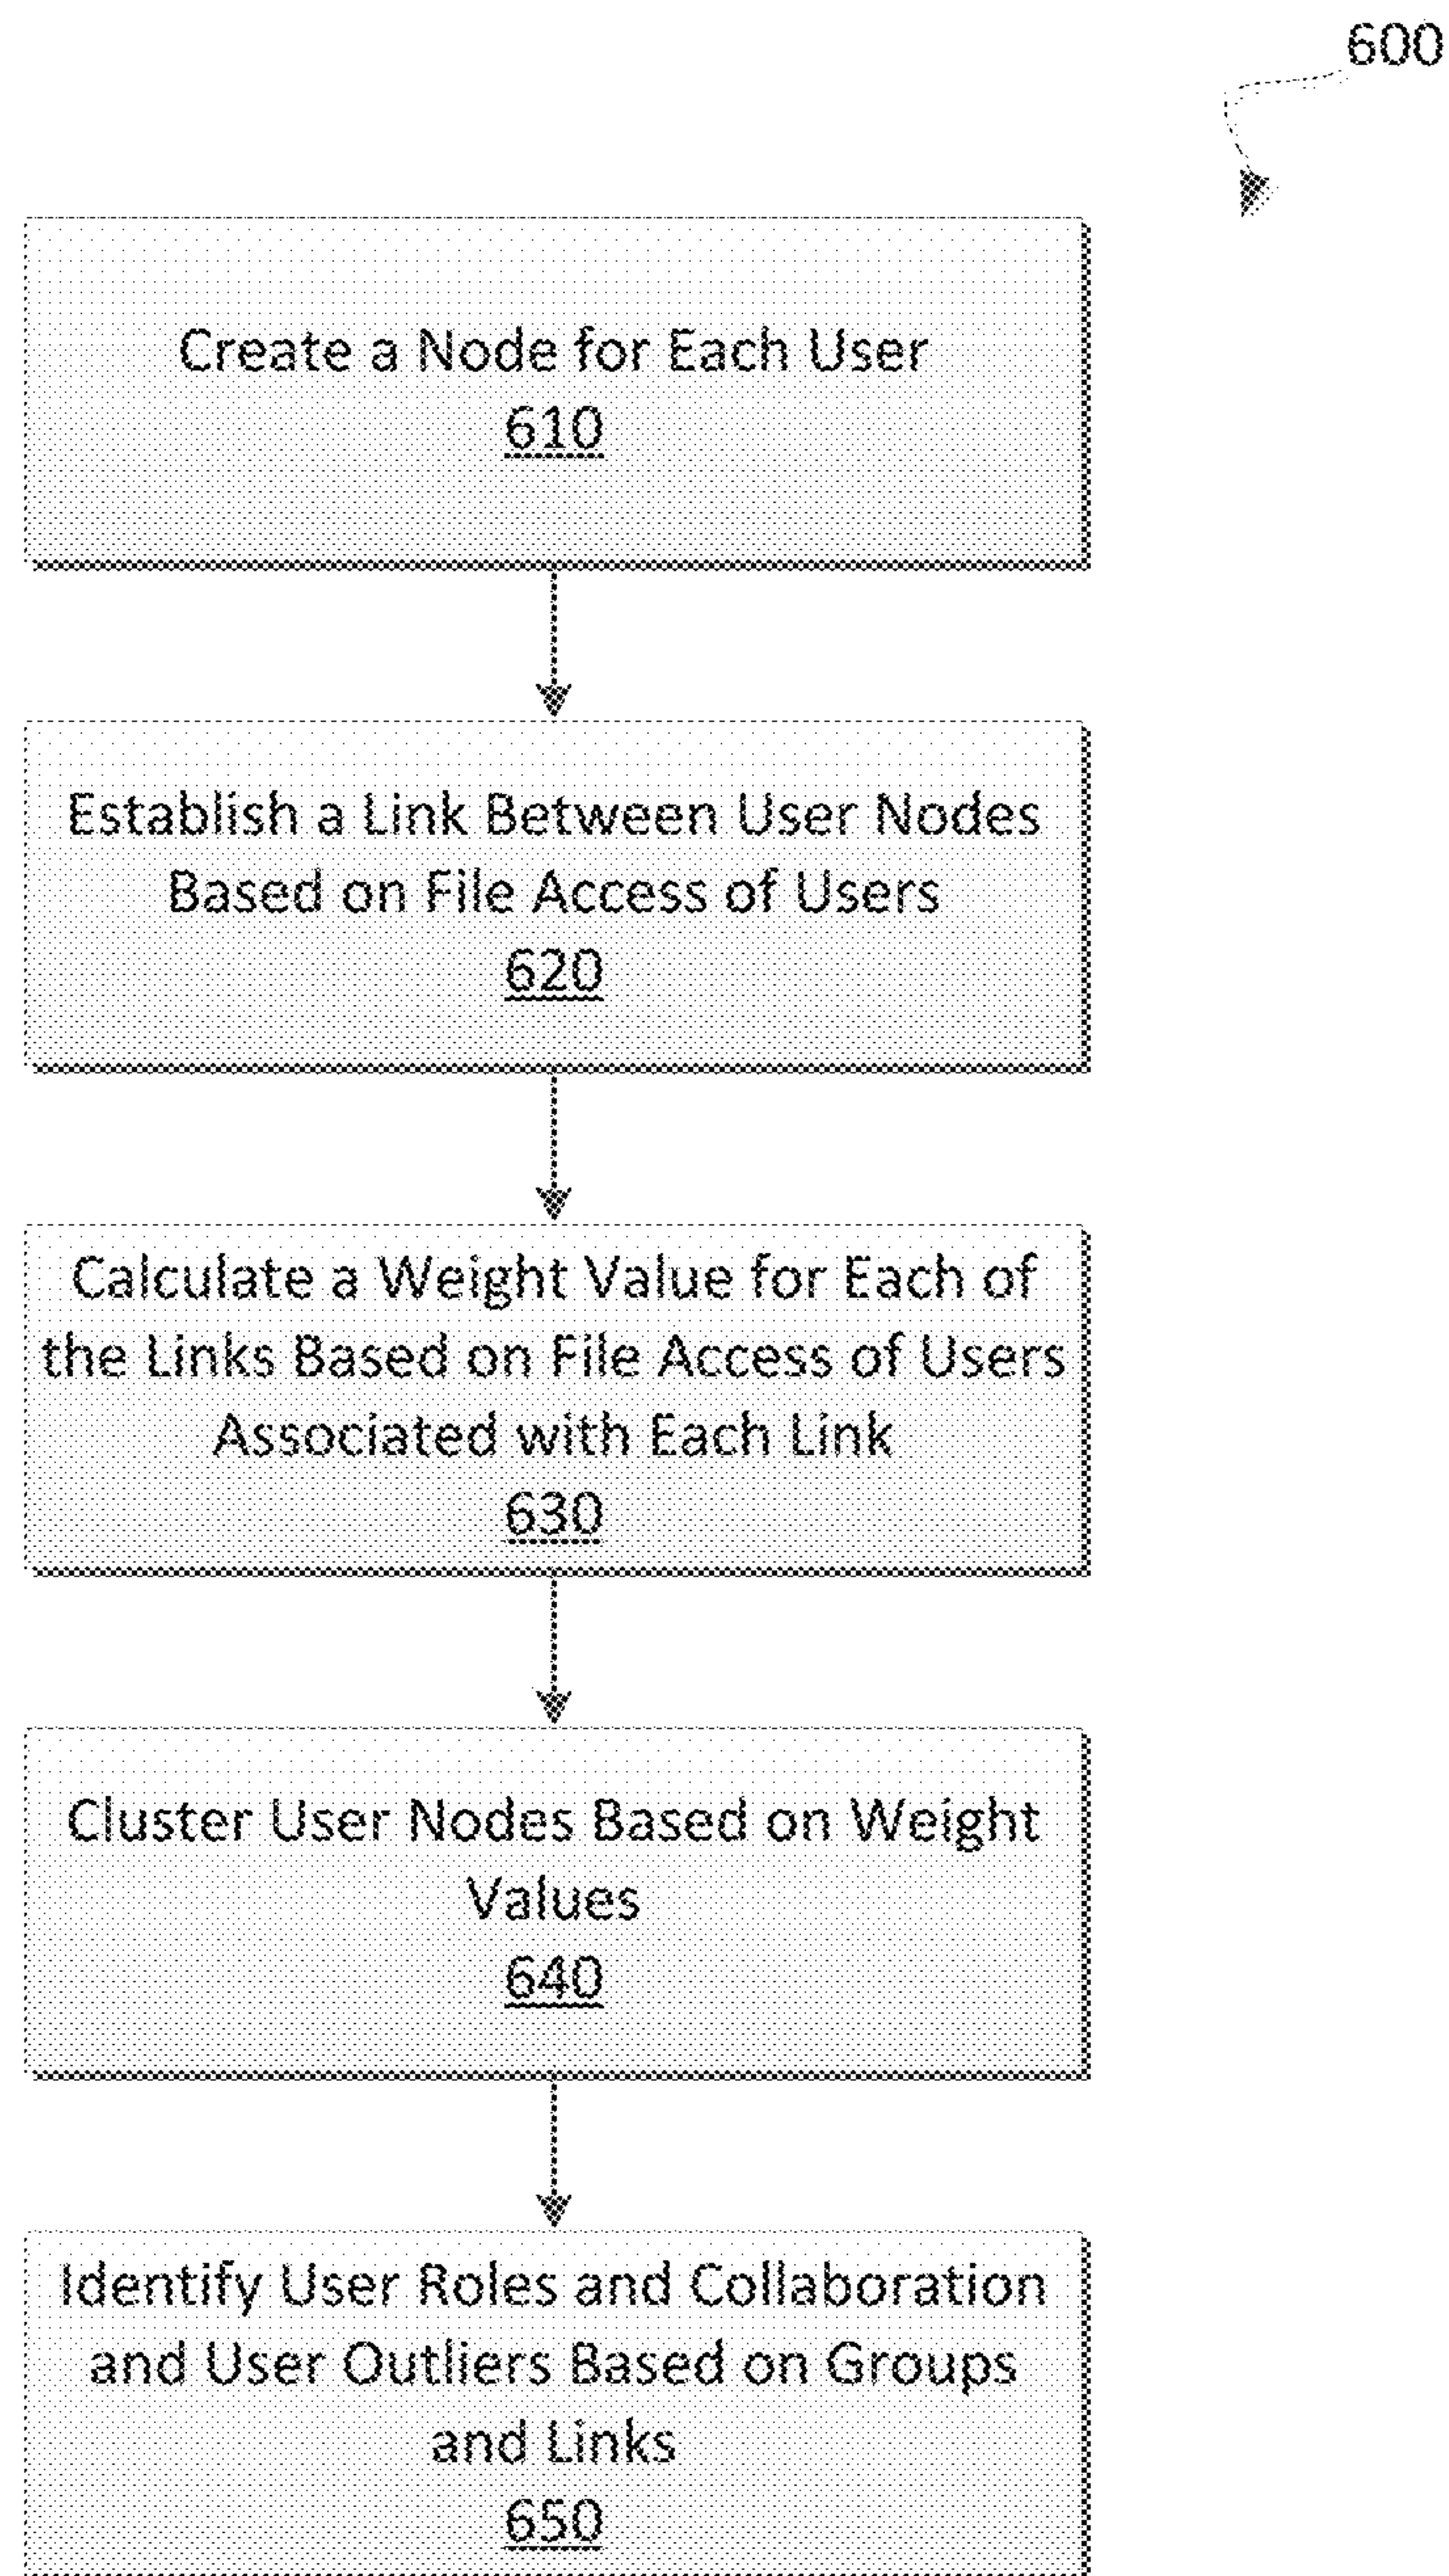 600
Create a Node for Each User
610
Establish a Link Between User Nodes
Based on File Access of Users
620
Calculate a Weight Value for Each of
the Links Based on File Access of Users
Associated with Each Link
630
Cluster User Nodes Based on Weight
Values
640
Identify User Roles and Collaboration
and User Outliers Based on Groups
and Links
650